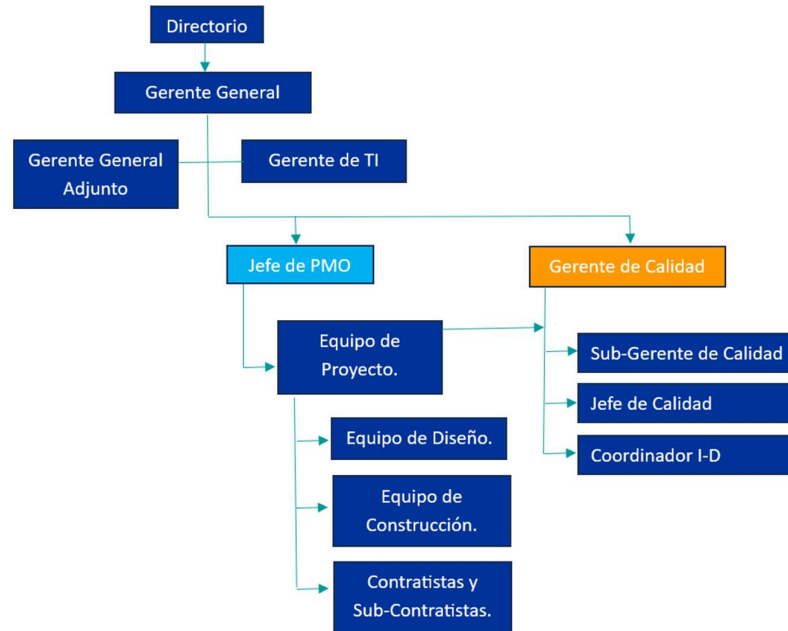 Directorio
Gerente General
Gerente General
Adjunto
Gerente de TI
Jefe de PMO
Gerente de Calidad
Equipo de
Proyecto.
Sub-Gerente de Calidad
Jefe de Calidad
Equipo de Diseño.
Coordinador I-D
Equipo de
Construcción.
Contratistas y
Sub-Contratistas.